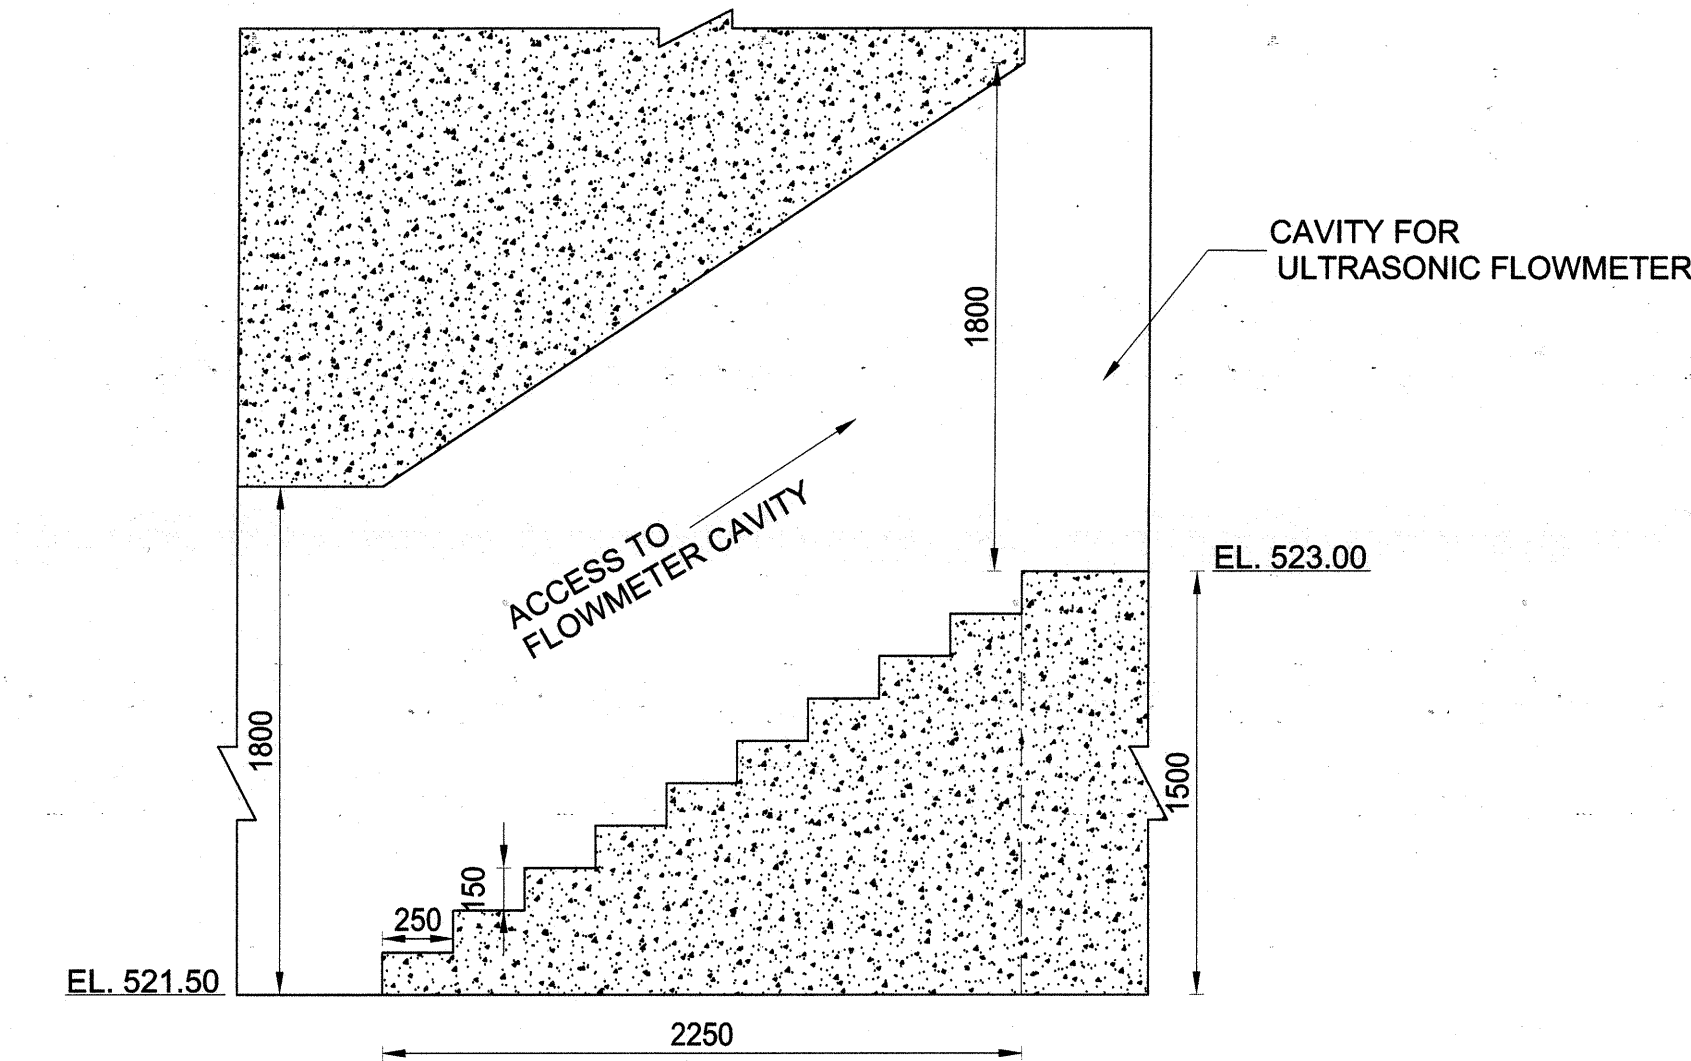 CAVITY FOR
ULTRASONIC FLOWMETER
1800
ACCESS TO
FLOWMETER CAVITY
EL. 523.00
1800
1500
150
250
EL. 521.50
2250